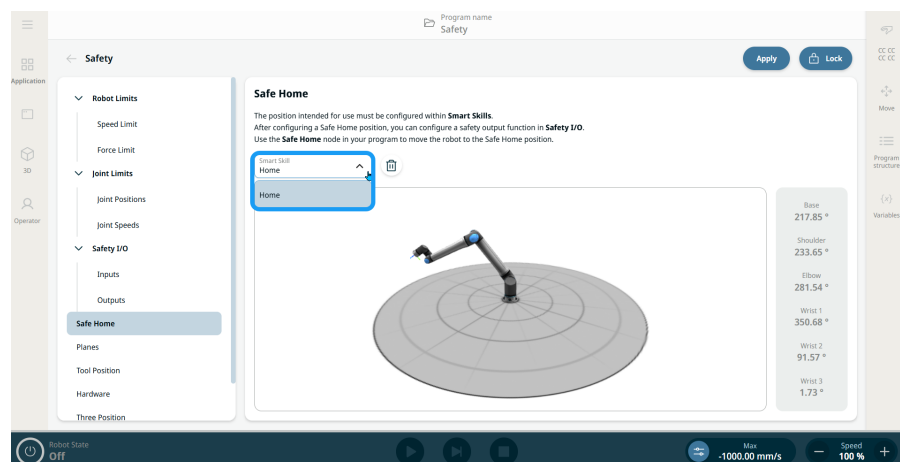 Program name
Safety
Safety
Apply
Lock
CC CC
CC CC
Application
3D
Operator
Robot Limits
Speed Limit
Force Limit
Joint Limits
Joint Positions
Joint Speeds
Safety I/O
Inputs
Outputs
Safe Home
Planes
Tool Position
Hardware
Three Position
Safe Home
The position intended for use must be configured within Smart Skills.
After configuring a Safe Home position, you can configure a safety output function in Safety I/O.
Use the Safe Home node in your program to move the robot to the Safe Home position.
Smart Skill
Home
Home
Base
217.85 °
Shoulder
233.65 °
Elbow
281.54 °
Wrist 1
350.68 °
Wrist 2
91.57 °
Wrist 3
1.73 °
Move
Program
structure
{x}
Variables
Robot State
Off
Max
-1000.00 mm/s
Speed
100 %